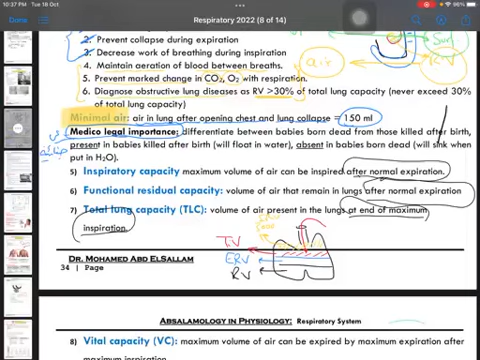 10:37 PM Tue 18 Oct
96%
Done
Respiratory 2022 (8 of 14)
2. Prevent collapse during expiration
3. Decrease work of breathing during inspiration
4. Maintain aeration of blood between breaths.
5. Prevent marked change in CO2, O2 with respiration.
6. Diagnose obstructive lung diseases as RV >30% of total lung capacity (never exceed 30%
of total lung capacity)
air
RV
Minimal air: air in lung after opening chest and lung collapse = 150 ml
Medico legal importance: differentiate between babies born dead from those killed after birth,
present in babies killed after birth (will float in water), absent in babies born dead (will sink when
put in H2O).
5) Inspiratory capacity maximum volume of air can be inspired after normal expiration.
6) Functional residual capacity: volume of air that remain in lungs after normal expiration
7) Total lung capacity (TLC): volume of air present in the lungs at end of maximum
inspiration.
TV
ERV
RV
DR. MOHAMED ABD ELSALLAM
34 | Page
ABSALAMOLOGY IN PHYSIOLOGY: Respiratory System
8) Vital capacity (VC): maximum volume of air can be expired by maximum expiration after
maximum inspiration.